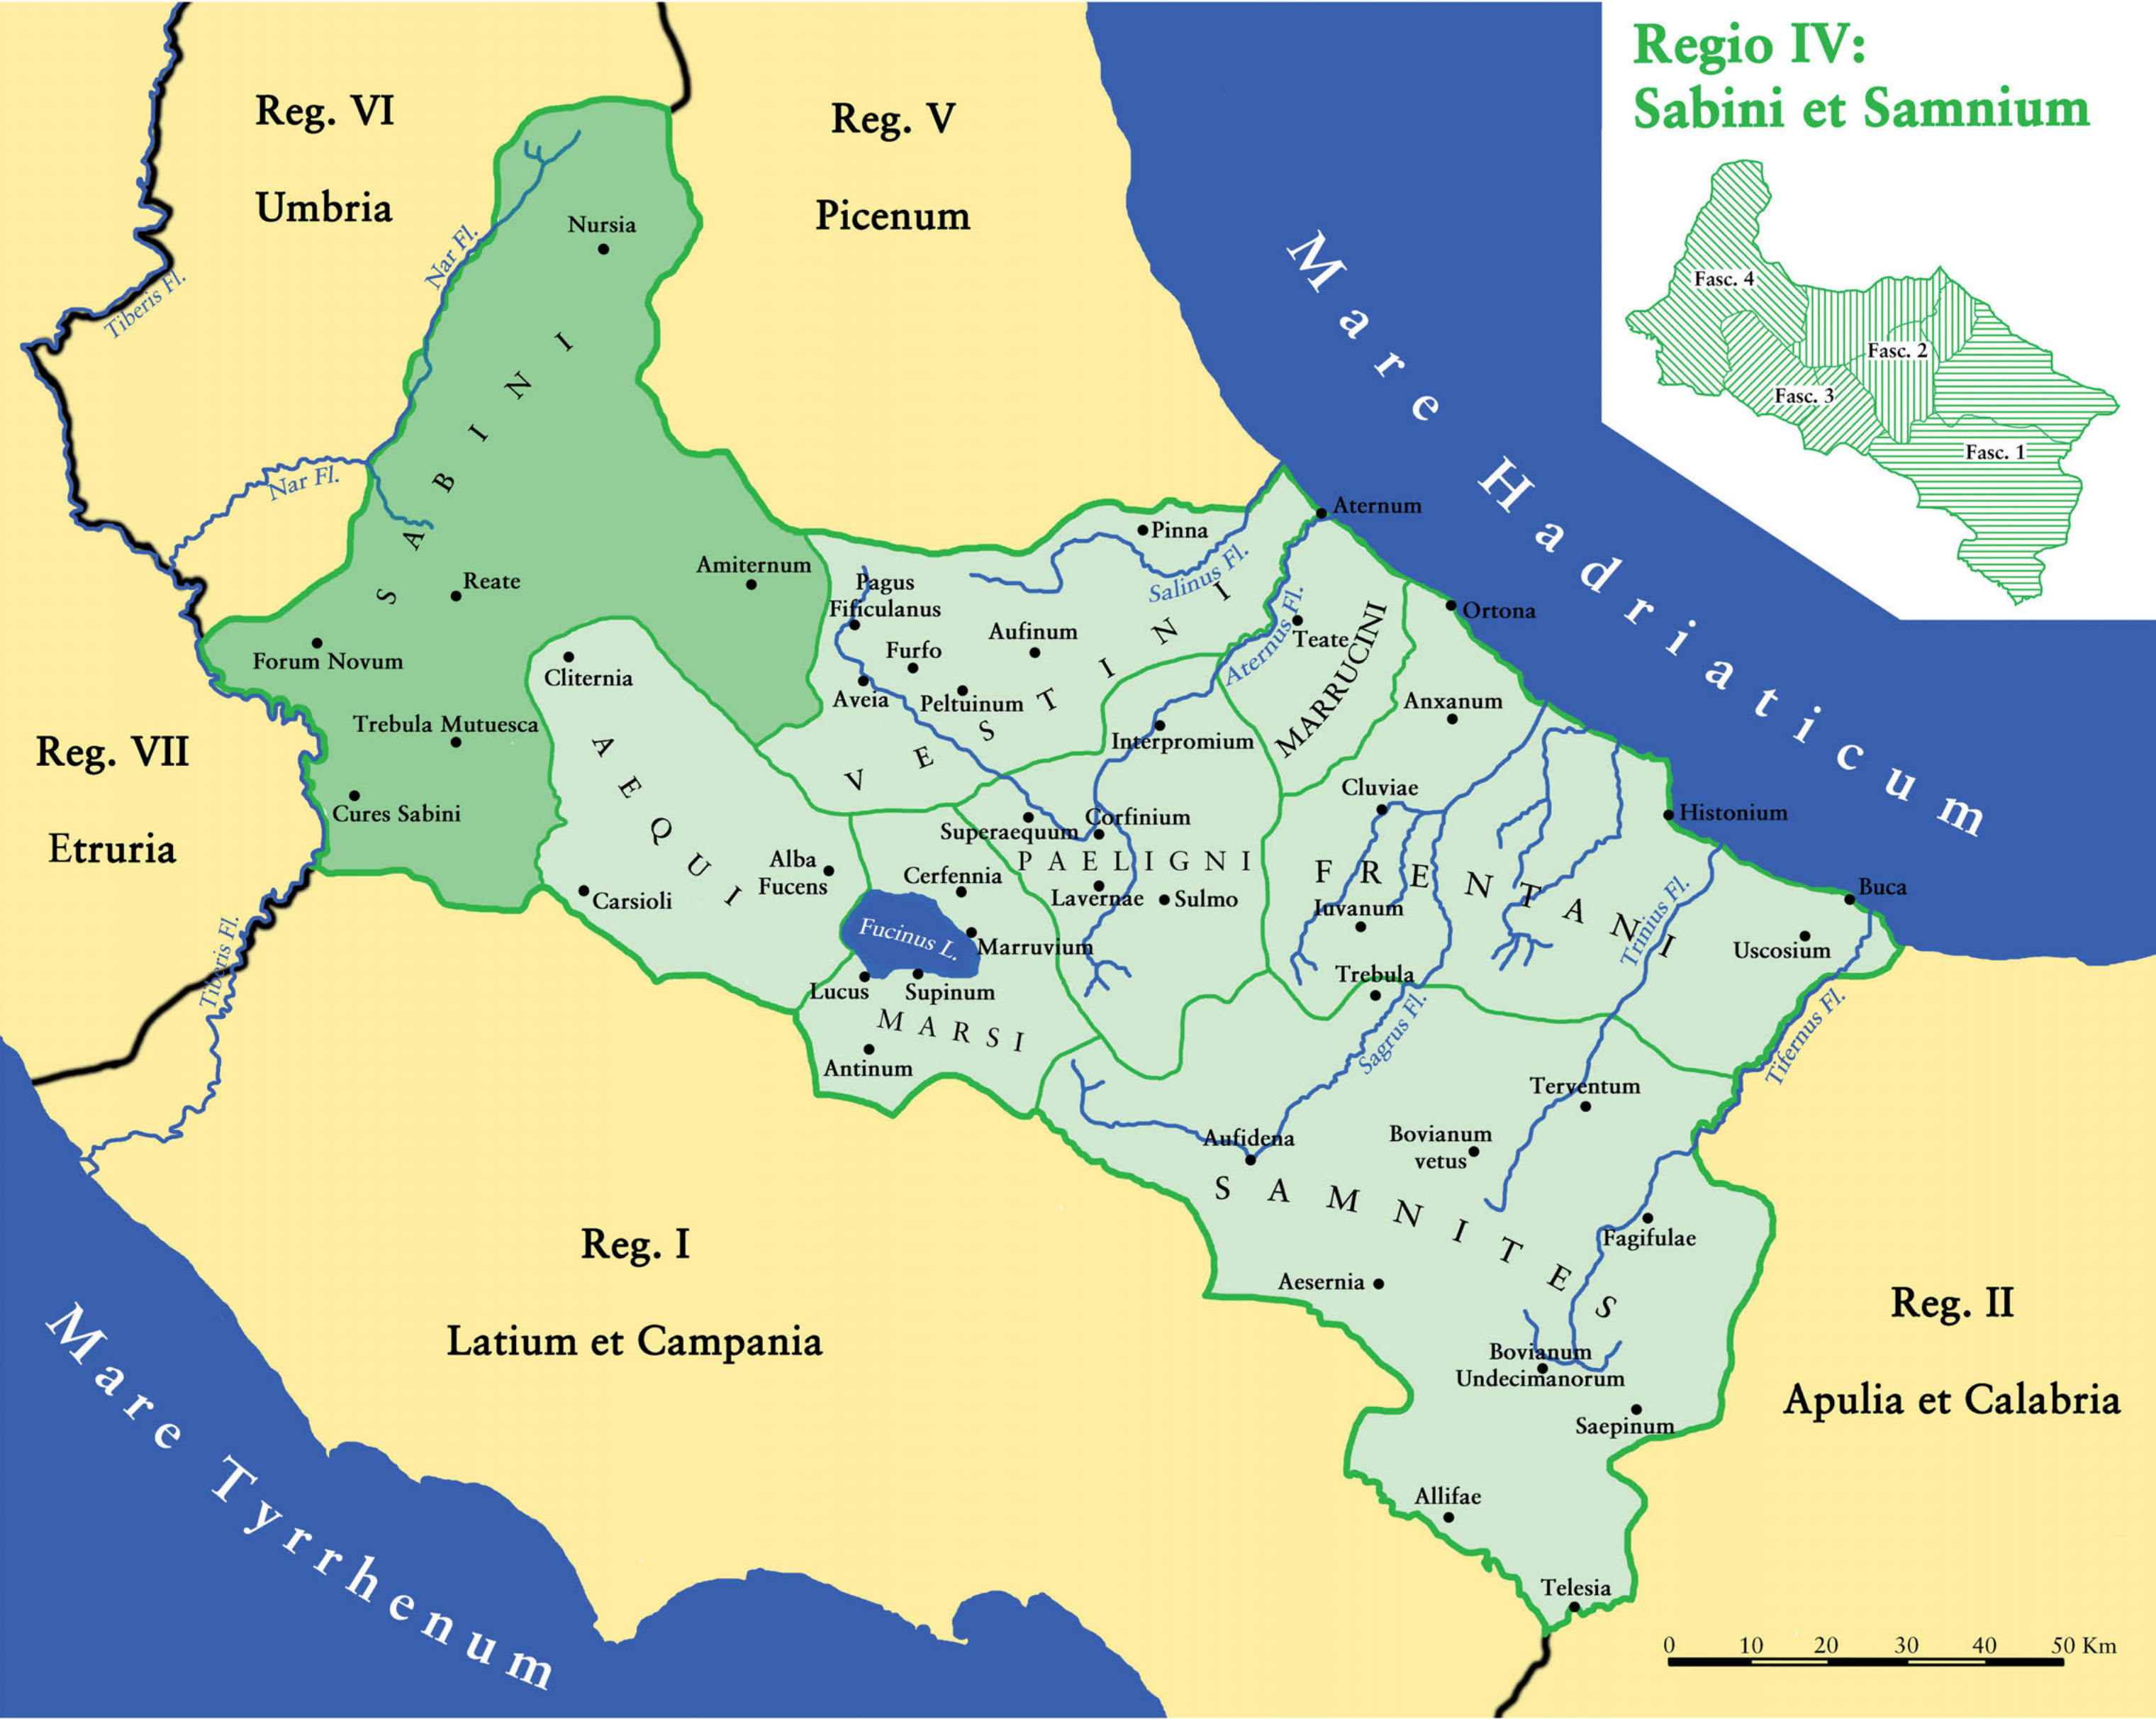 Regio IV:
Sabini et Samnium
Fasc. 4
Fasc. 2
Fasc. 3
Fasc. 1
Reg. VI
Umbria
Reg. V
Picenum
Mare Hadriaticum
Tiberis Fl.
Nar Fl.
Nursia
SABINI
Nar Fl.
Reate
Amiternum
Forum Novum
Trebula Mutuesca
Cures Sabini
Reg. VII
Etruria
Tiberis Fl.
Cliternia
AEQUI
Carsioli
Alba
Fucens
Pinna
Salinus Fl.
Aternum
Pagus
Fificulanus
Furfo
Aufinum
Aveia
Peltuinum
VESTINI
Aternus Fl.
Teate
MARRUCINI
Ortona
Interpromium
Anxanum
Cluviae
Histonium
Superaequum
Corfinium
PAELIGNI
Lavernae
Sulmo
Cerfennia
Fucinus L.
Marruvium
Lucus
Supinum
MARSI
Antinum
FRENTANI
Iuvanum
Trebula
Trinius Fl.
Buca
Uscosium
Tifernus Fl.
Sagrus Fl.
Terventum
Aufidena
Bovianum
vetus
SAMNITES
Fagifulae
Aesernia
Bovianum
Undecimanorum
Saepinum
Allifae
Telesia
Reg. I
Latium et Campania
Reg. II
Apulia et Calabria
Mare Tyrrhenum
0 10 20 30 40 50 Km